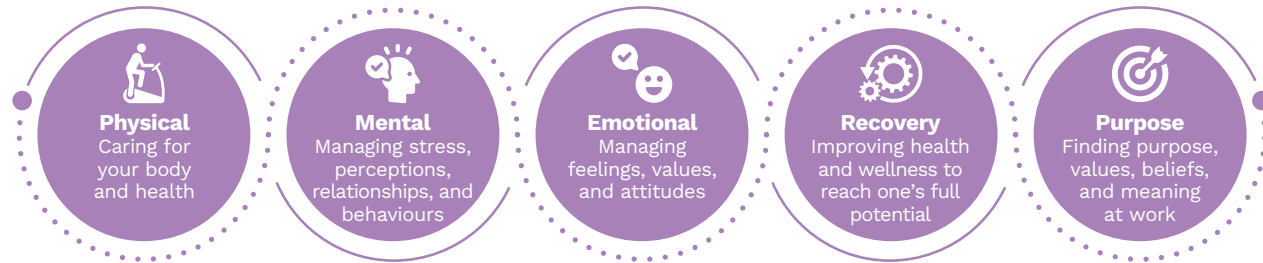 Physical
Caring for
your body
and health
Mental
Managing stress,
perceptions,
relationships, and
behaviours
Emotional
Managing
feelings, values,
and attitudes
Recovery
Improving health
and wellness to
reach one’s full
potential
Purpose
Finding purpose,
values, beliefs,
and meaning
at work